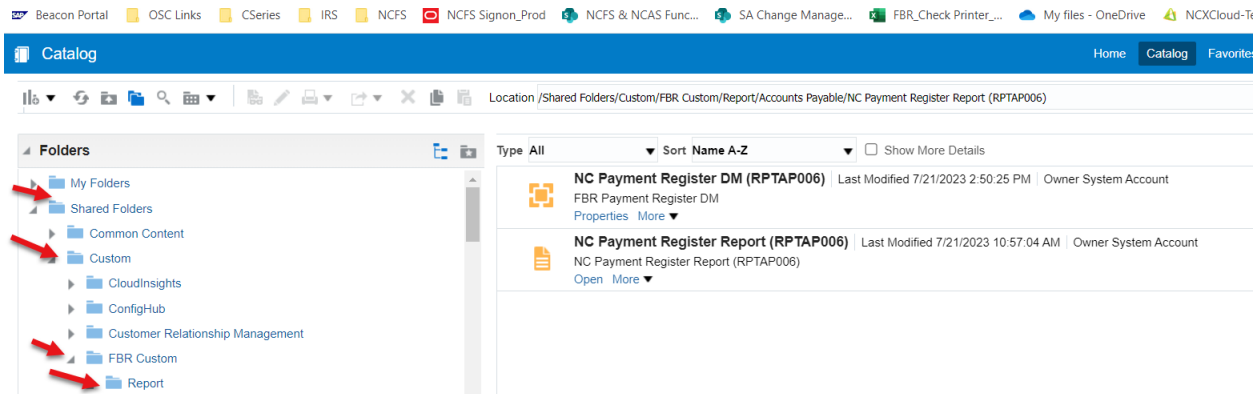 SAP Beacon Portal OSC Links CSeries IRS NCFS NCFS Signon_Prod NCFS & NCAS Func... SA Change Manage... FBR_Check Printer_... My files - OneDrive NCXCloud-Te
Catalog Home Catalog Favorites
Location /Shared Folders/Custom/FBR Custom/Report/Accounts Payable/NC Payment Register Report (RPTAP006)
Folders Type All Sort Name A-Z Show More Details
My Folders
Shared Folders
Common Content
Custom
CloudInsights
ConfigHub
Customer Relationship Management
FBR Custom
Report
NC Payment Register DM (RPTAP006) Last Modified 7/21/2023 2:50:25 PM Owner System Account
FBR Payment Register DM
Properties More
NC Payment Register Report (RPTAP006) Last Modified 7/21/2023 10:57:04 AM Owner System Account
NC Payment Register Report (RPTAP006)
Open More